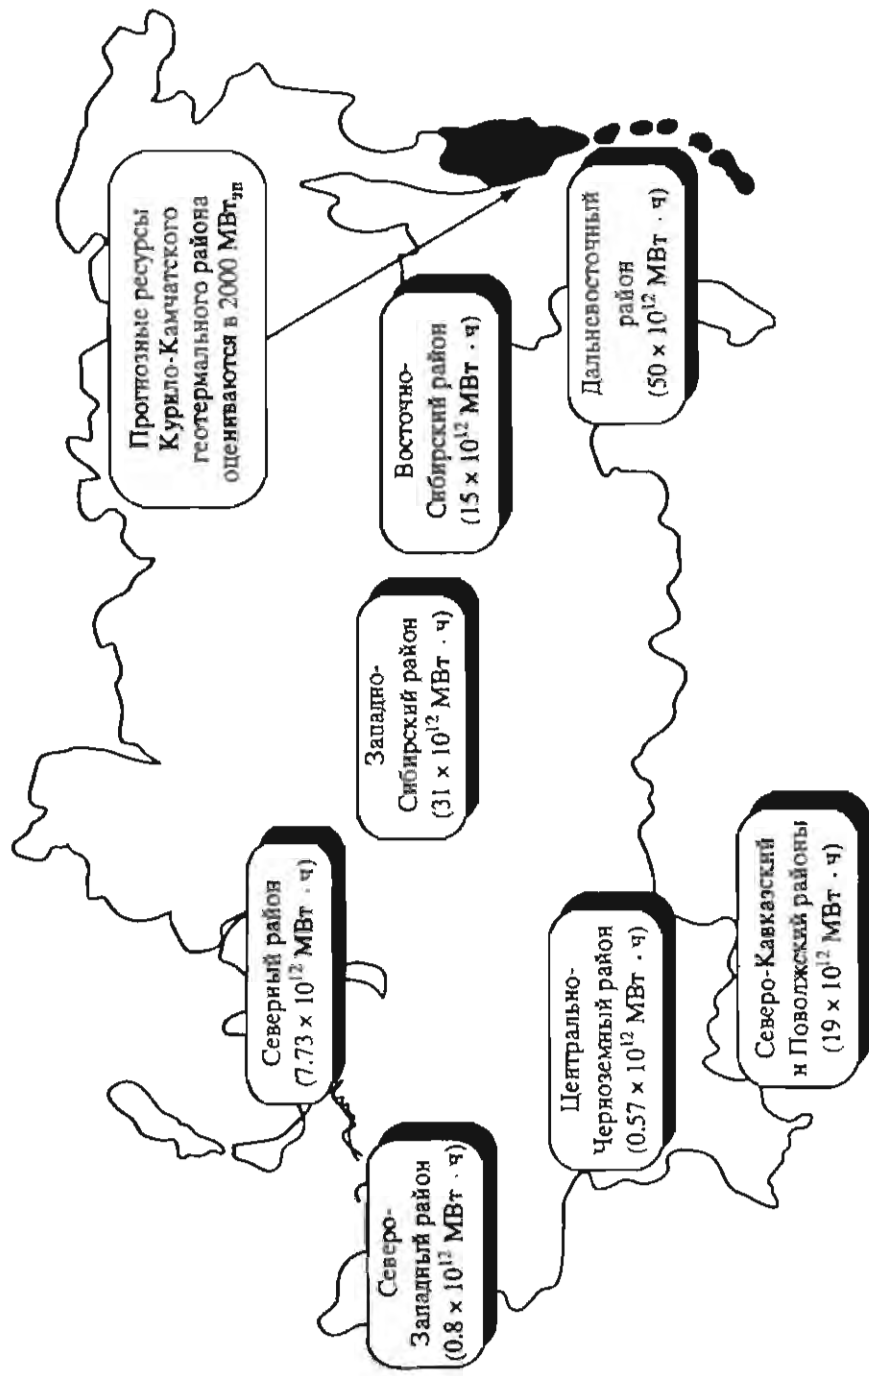 Прогнозные ресурсы
Курило-Камчатского
геотермального района
оцениваются в 2000 МВт.эл
Северный район
(7.73 × 10¹² МВт · ч)
Северо-
Западный район
(0.8 × 10¹² МВт · ч)
Западно-
Сибирский район
(31 × 10¹² МВт · ч)
Восточно-
Сибирский район
(15 × 10¹² МВт · ч)
Дальневосточный
район
(50 × 10¹² МВт · ч)
Центрально-
Черноземный район
(0.57 × 10¹² МВт · ч)
Северо-Кавказский
и Поволжский районы
(19 × 10¹² МВт · ч)